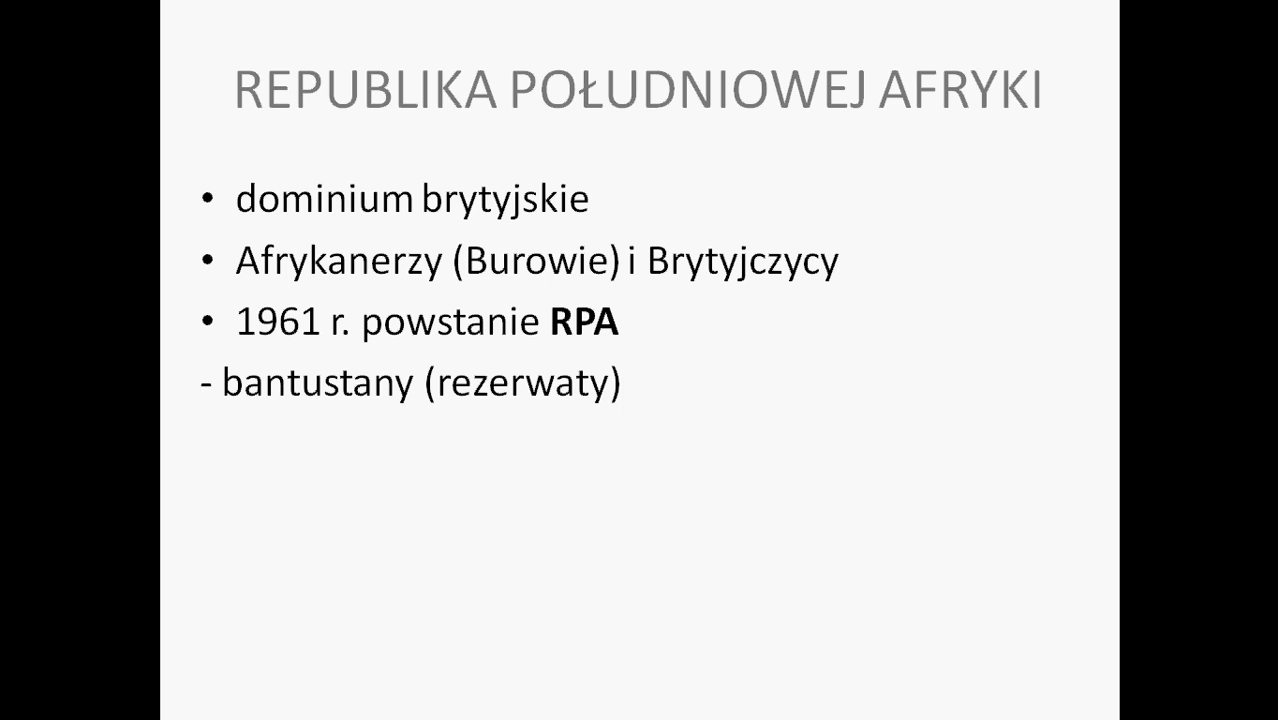 REPUBLIKA POŁUDNIOWEJ AFRYKI
• dominium brytyjskie
• Afrykanerzy (Burowie) i Brytyjczycy
• 1961 r. powstanie RPA
- bantustany (rezerwaty)